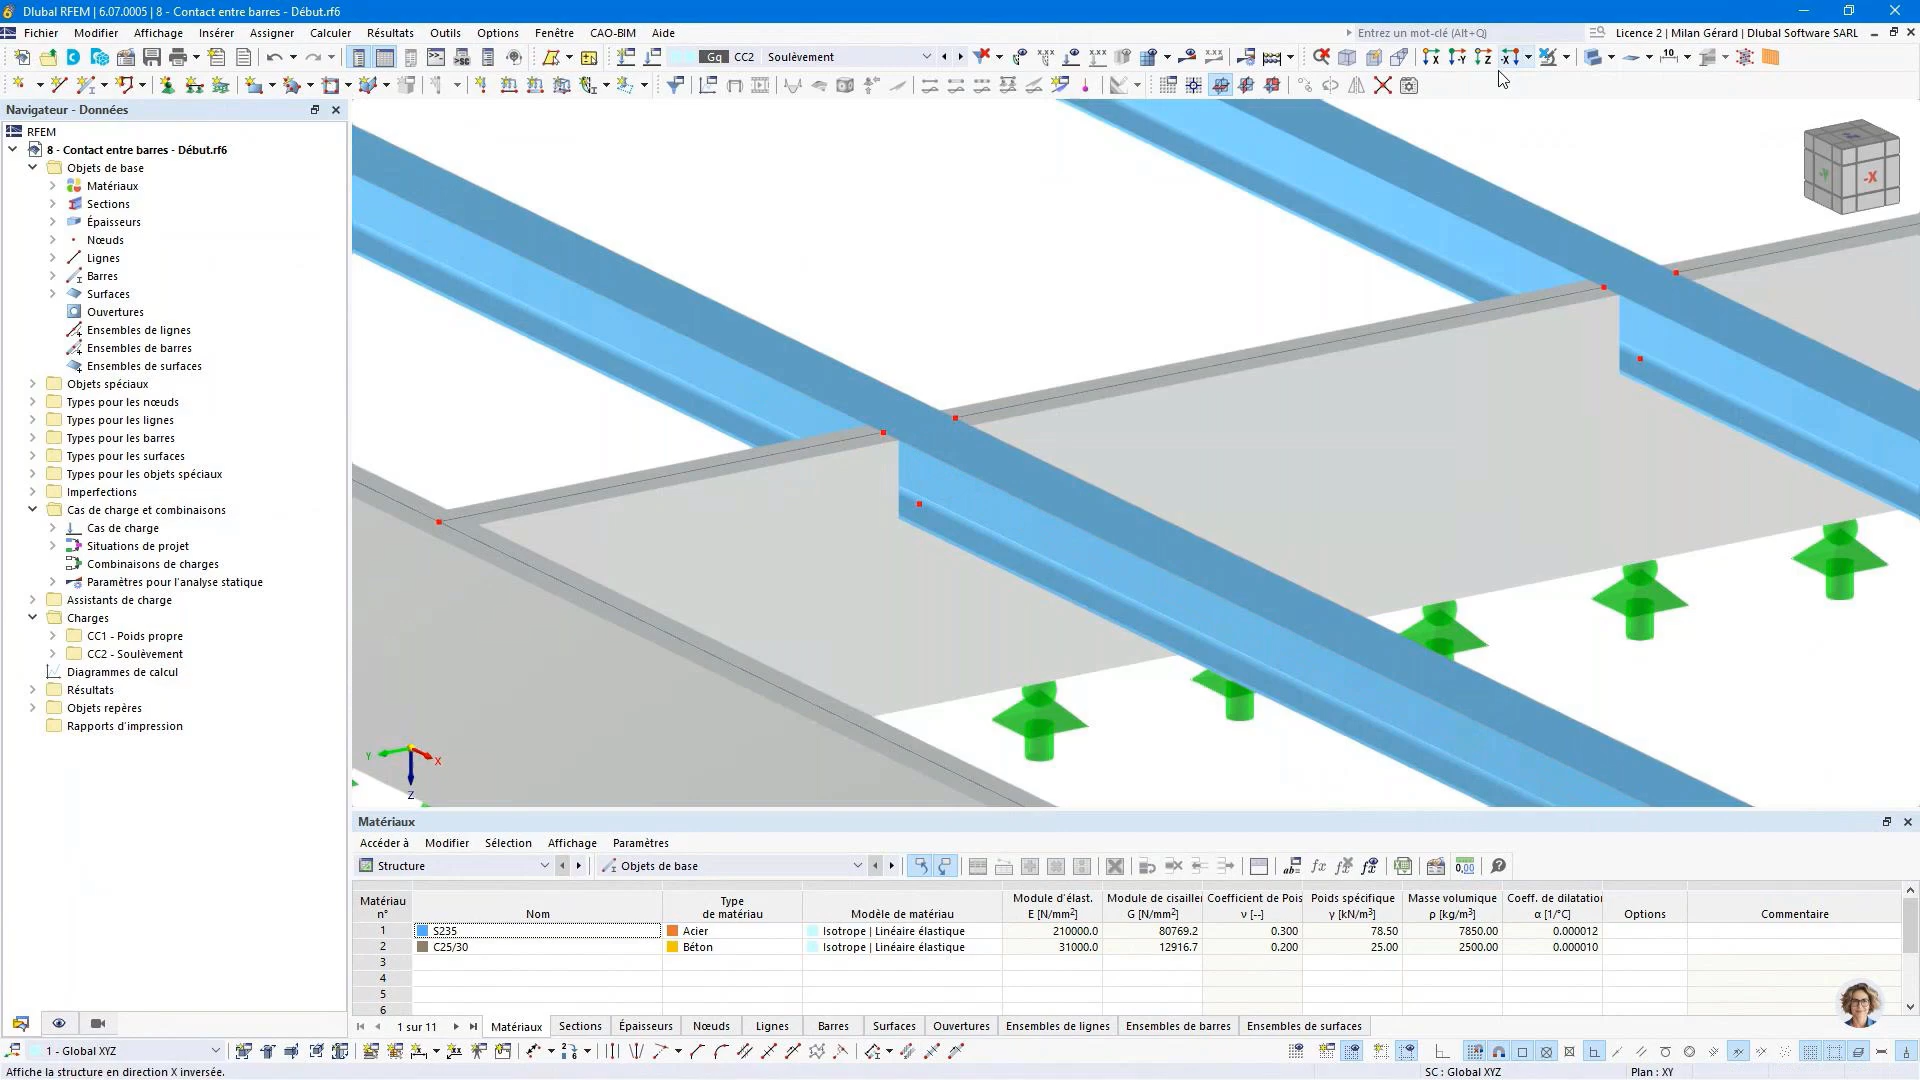 Dlubal RFEM | 6.07.0005 | 8 - Contact entre barres - Début.rf6
Fichier Modifier Affichage Insérer Assigner Calculer Résultats Outils Options Fenêtre CAO-BIM Aide
Entrez un mot-clé (Alt+Q)
Licence 2 | Milan Gérard | Dlubal Software SARL
Gq CC2 Soulèvement
Navigateur - Données
RFEM
8 - Contact entre barres - Début.rf6
Objets de base
Matériaux
Sections
Épaisseurs
Nœuds
Lignes
Barres
Surfaces
Ouvertures
Ensembles de lignes
Ensembles de barres
Ensembles de surfaces
Objets spéciaux
Types pour les nœuds
Types pour les lignes
Types pour les barres
Types pour les surfaces
Types pour les objets spéciaux
Imperfections
Cas de charge et combinaisons
Cas de charge
Situations de projet
Combinaisons de charges
Paramètres pour l'analyse statique
Assistants de charge
Charges
CC1 - Poids propre
CC2 - Soulèvement
Diagrammes de calcul
Résultats
Objets repères
Rapports d'impression
-Y
-X
Y
X
Z
Matériaux
Accéder à Modifier Sélection Affichage Paramètres
Structure
Objets de base
Matériau n° Nom Type de matériau Modèle de matériau Module d'élast. E [N/mm²] Module de cisaille G [N/mm²] Coefficient de Pois ν [--] Poids spécifique γ [kN/m³] Masse volumique ρ [kg/m³] Coeff. de dilatation α [1/°C] Options Commentaire
1 S235 Acier Isotrope | Linéaire élastique 210000.0 80769.2 0.300 78.50 7850.00 0.000012
2 C25/30 Béton Isotrope | Linéaire élastique 31000.0 12916.7 0.200 25.00 2500.00 0.000010
3
4
5
6
1 sur 11
Matériaux Sections Épaisseurs Nœuds Lignes Barres Surfaces Ouvertures Ensembles de lignes Ensembles de barres Ensembles de surfaces
1 - Global XYZ
Affiche la structure en direction X inversée.
SC : Global XYZ
Plan : XY